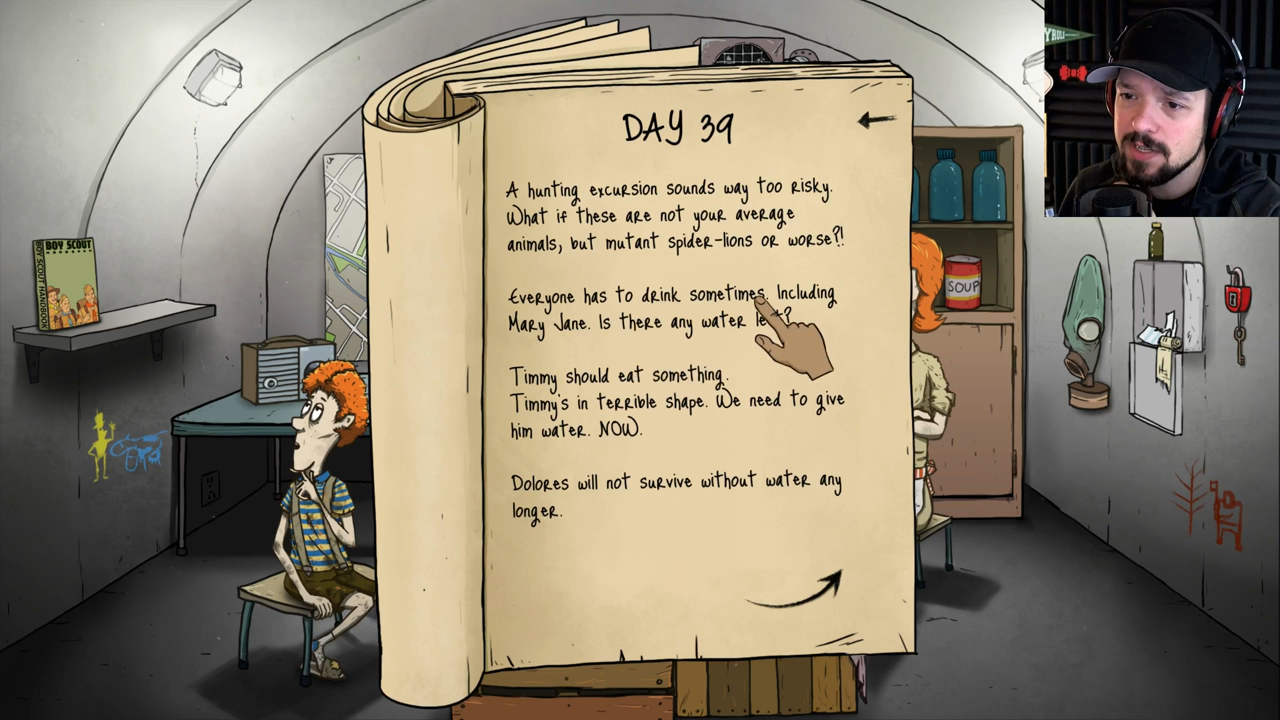 DAY 39
A hunting excursion sounds way too risky.
What if these are not your average
animals, but mutant spider-lions or worse?!
Everyone has to drink sometimes. Including
Mary Jane. Is there any water
Timmy should eat something.
Timmy's in terrible shape. We need to give
him water. NOW.
Dolores will not survive without water any
longer.
BOY SCOUT
BOY SCOUT HANDBOOK
SOUP